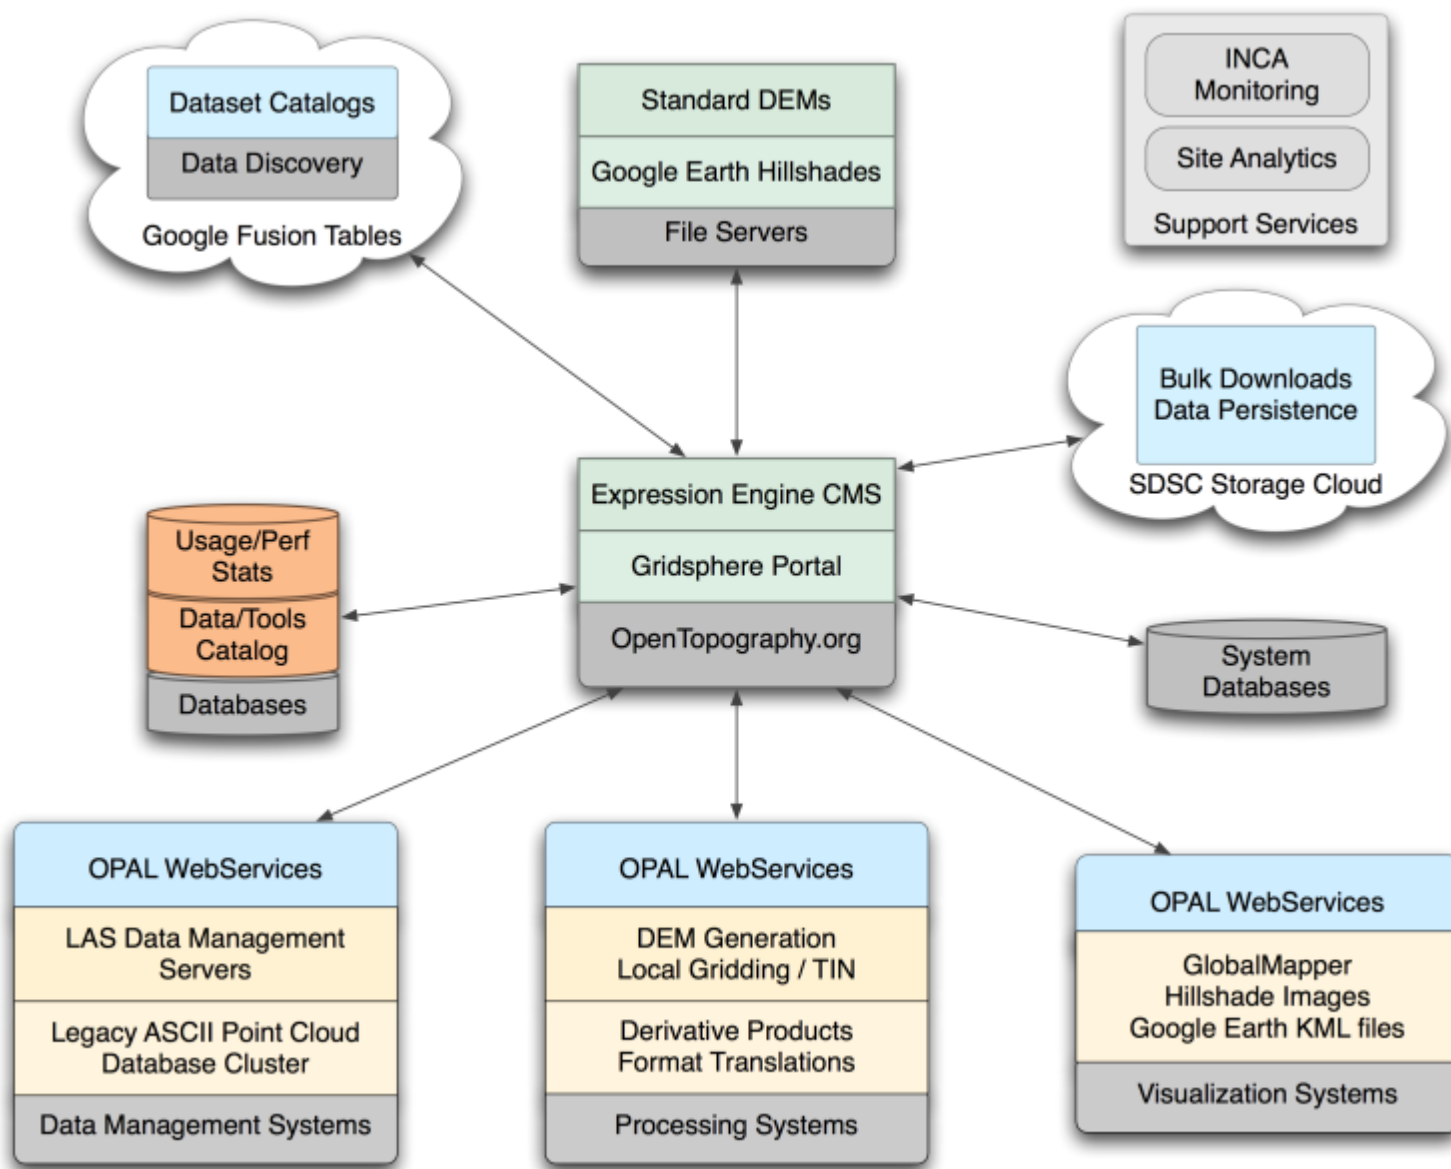 Dataset Catalogs
Data Discovery
Google Fusion Tables
Standard DEMs
Google Earth Hillshades
File Servers
INCA
Monitoring
Site Analytics
Support Services
Bulk Downloads
Data Persistence
SDSC Storage Cloud
Expression Engine CMS
Gridsphere Portal
OpenTopography.org
Usage/Perf
Stats
Data/Tools
Catalog
Databases
System
Databases
OPAL WebServices
LAS Data Management
Servers
Legacy ASCII Point Cloud
Database Cluster
Data Management Systems
OPAL WebServices
DEM Generation
Local Gridding / TIN
Derivative Products
Format Translations
Processing Systems
OPAL WebServices
GlobalMapper
Hillshade Images
Google Earth KML files
Visualization Systems